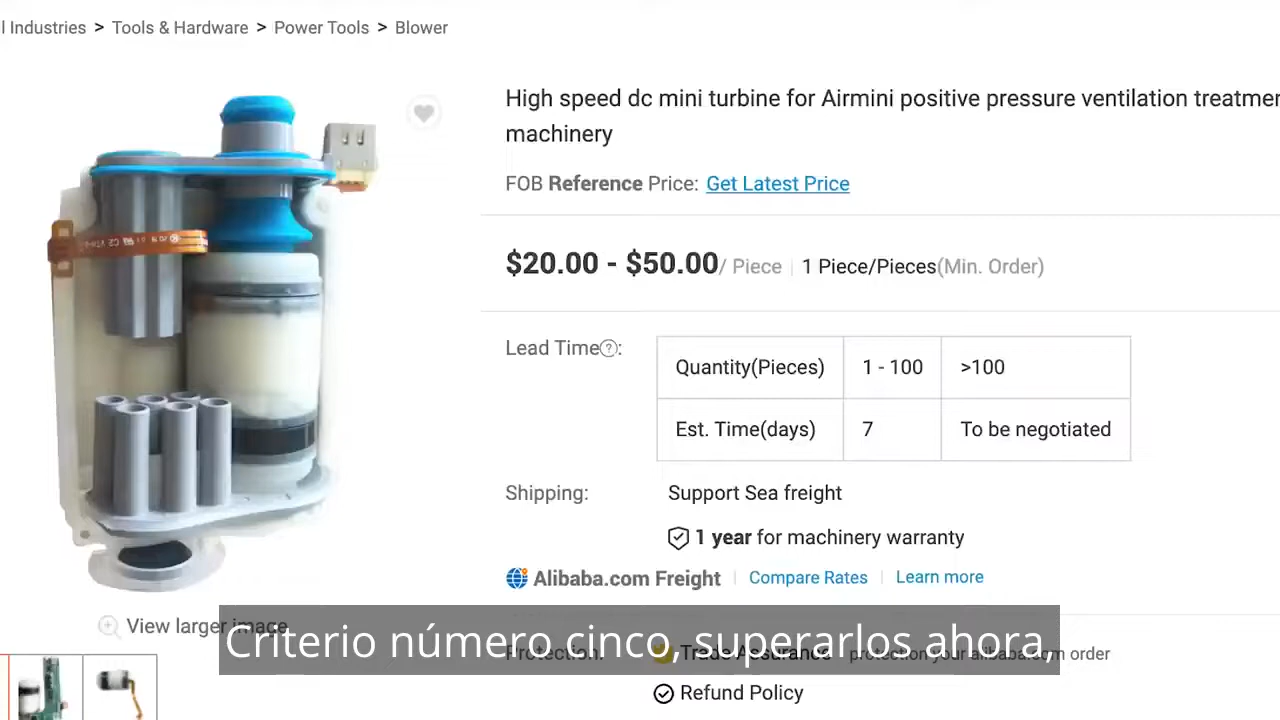 l Industries > Tools & Hardware > Power Tools > Blower
High speed dc mini turbine for Airmini positive pressure ventilation treatmen
machinery
FOB Reference Price: Get Latest Price
$20.00 - $50.00/ Piece | 1 Piece/Pieces(Min. Order)
Lead Time?:
Quantity(Pieces) 1 - 100 >100
Est. Time(days) 7 To be negotiated
Shipping: Support Sea freight
1 year for machinery warranty
Alibaba.com Freight | Compare Rates | Learn more
View larger image
Protection: Trade Assurance protection your alibaba.com order
Criterio número cinco, superarlos ahora,
Refund Policy